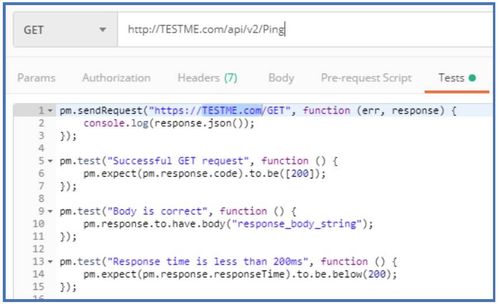 GET http://TESTME.com/api/v2/Ping
Params Authorization Headers (7) Body Pre-request Script Tests
1 pm.sendRequest("https://TESTME.com/GET", function (err, response) {
2 console.log(response.json());
3 });
4
5 pm.test("Successful GET request", function () {
6 pm.expect(pm.response.code).to.be([200]);
7 });
8
9 pm.test("Body is correct", function () {
10 pm.response.to.have.body("response_body_string");
11 });
12
13 pm.test("Response time is less than 200ms", function () {
14 pm.expect(pm.response.responseTime).to.be.below(200);
15 });